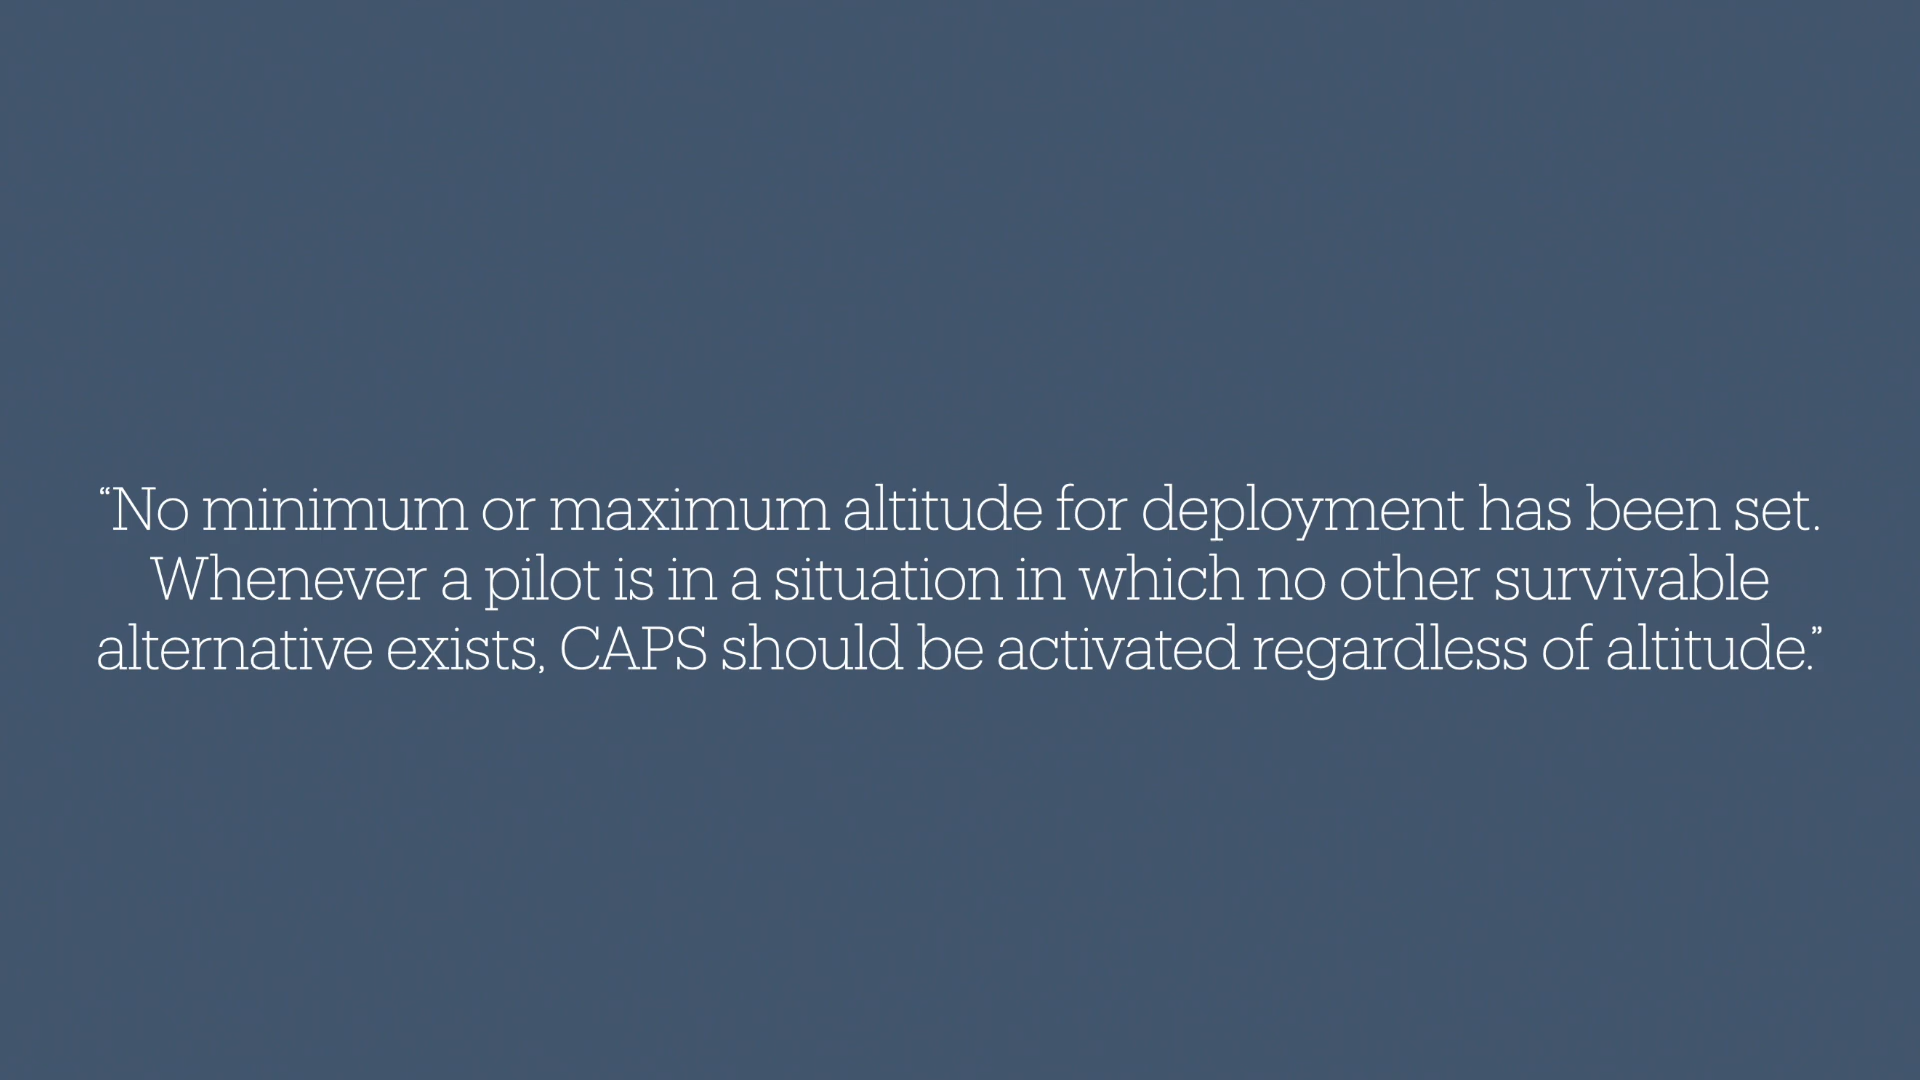 “No minimum or maximum altitude for deployment has been set.
Whenever a pilot is in a situation in which no other survivable
alternative exists, CAPS should be activated regardless of altitude.”